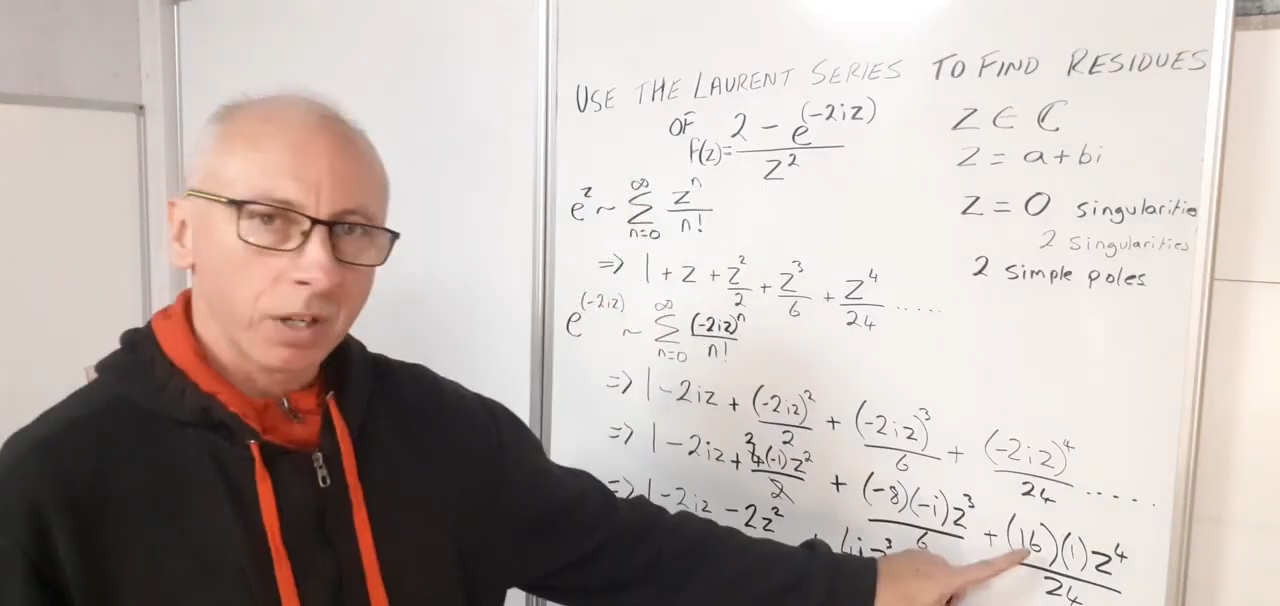 USE THE LAURENT SERIES TO FIND RESIDUES
OF f(z)= 2 - e^(-2iz) / z^2
z ∈ ℂ
z = a + bi
z = 0 singularitie
2 singularities
2 simple poles
e^z ~ ∞ Σ n=0 z^n / n!
=> 1 + z + z^2/2 + z^3/6 + z^4/24 .....
e^(-2iz) ~ ∞ Σ n=0 (-2iz)^n / n!
=> 1 - 2iz + (-2iz)^2/2 + (-2iz)^3/6 + (-2iz)^4/24 .....
=> 1 - 2iz + 2 4(-1)z^2/2 + (-8)(-i)z^3/6 + (16)(1)z^4/24
=> 1 - 2iz - 2z^2 +